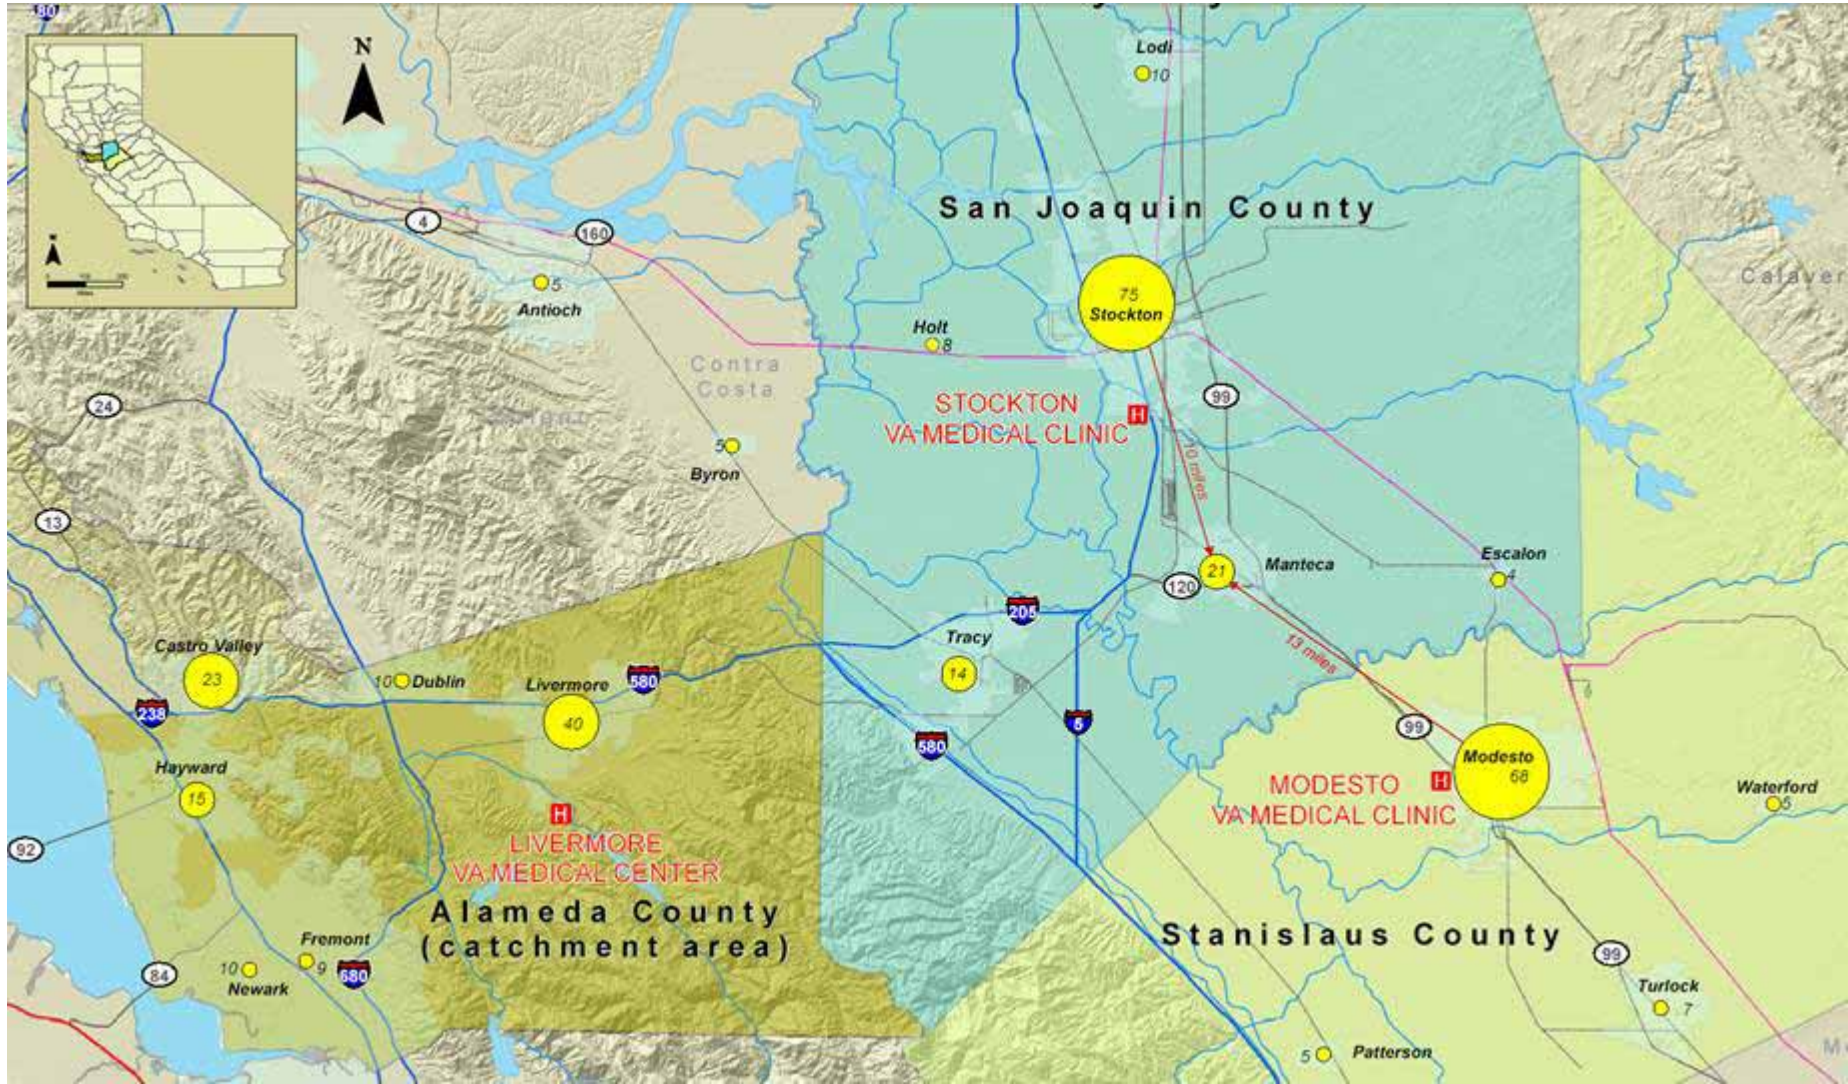 80
N
Lodi
10
San Joaquin County
4
160
5
Antioch
75
Stockton
Holt
8
Calaver
Contra
Costa
24
STOCKTON
VA MEDICAL CLINIC
H
99
10 miles
5
Byron
13
Escalon
4
21
Manteca
120
205
13 miles
Castro Valley
23
10
Dublin
Livermore
40
580
Tracy
14
238
5
580
99
Modesto
68
MODESTO
VA MEDICAL CLINIC
H
Waterford
5
Hayward
15
H
LIVERMORE
VA MEDICAL CENTER
92
Alameda County
(catchment area)
Stanislaus County
Fremont
9
10
Newark
680
84
99
Turlock
7
5
Patterson